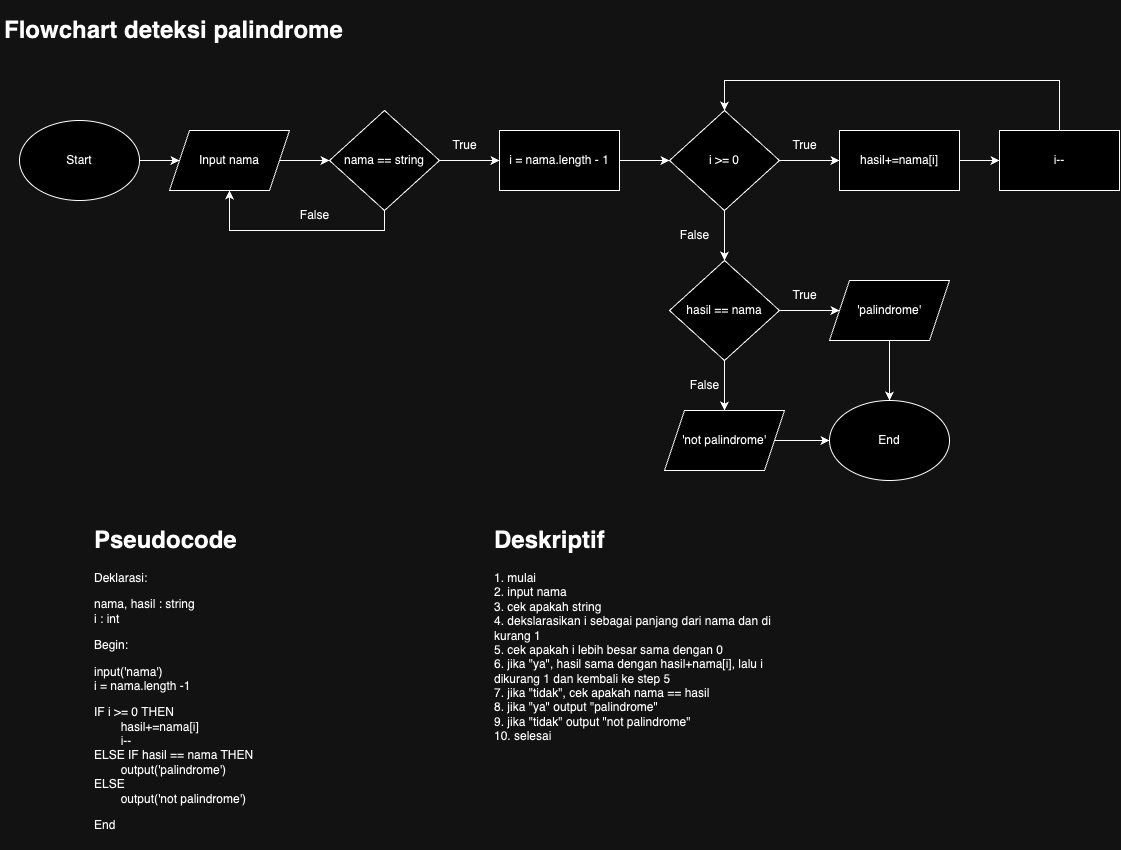 Flowchart deteksi palindrome
Start
Input nama
nama == string
True
False
i = nama.length - 1
i >= 0
True
hasil+=nama[i]
i--
False
hasil == nama
True
'palindrome'
False
'not palindrome'
End
Pseudocode
Deklarasi:
nama, hasil : string
i : int
Begin:
input('nama')
i = nama.length -1
IF i >= 0 THEN
hasil+=nama[i]
i--
ELSE IF hasil == nama THEN
output('palindrome')
ELSE
output('not palindrome')
End
Deskriptif
1. mulai
2. input nama
3. cek apakah string
4. dekslarasikan i sebagai panjang dari nama dan di
kurang 1
5. cek apakah i lebih besar sama dengan 0
6. jika "ya", hasil sama dengan hasil+nama[i], lalu i
dikurang 1 dan kembali ke step 5
7. jika "tidak", cek apakah nama == hasil
8. jika "ya" output "palindrome"
9. jika "tidak" output "not palindrome"
10. selesai